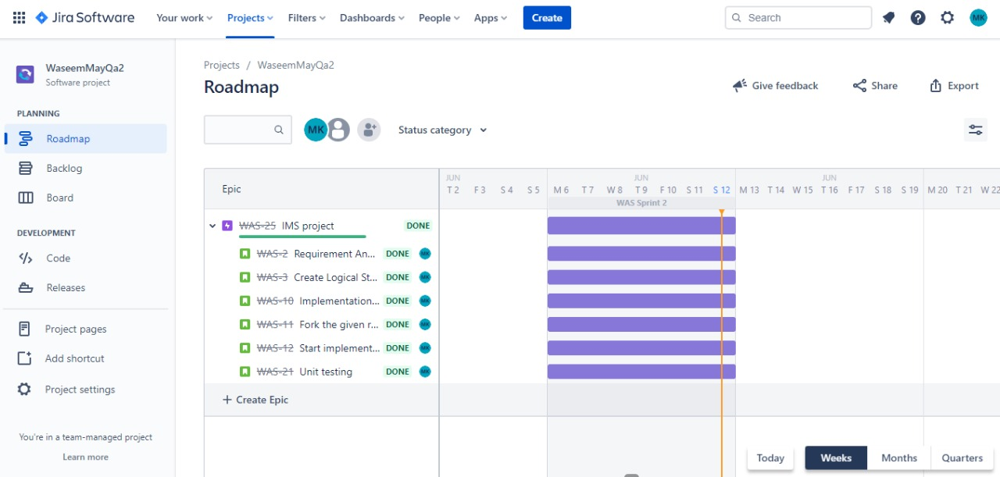 Jira Software Your work Projects Filters Dashboards People Apps Create Search MK
WaseemMayQa2
Software project
PLANNING
Roadmap
Backlog
Board
DEVELOPMENT
Code
Releases
Project pages
Add shortcut
Project settings
You're in a team-managed project
Learn more
Projects / WaseemMayQa2
Roadmap
Give feedback Share Export
MK Status category
Epic
JUN JUN JUN
T 2 F 3 S 4 S 5 M 6 T 7 W 8 T 9 F 10 S 11 S 12 M 13 T 14 W 15 T 16 F 17 S 18 S 19 M 20 T 21 W 22
WAS Sprint 2
WAS-25 IMS project DONE
WAS-2 Requirement An... DONE MK
WAS-3 Create Logical St... DONE MK
WAS-10 Implementation... DONE MK
WAS-11 Fork the given r... DONE MK
WAS-12 Start implement... DONE MK
WAS-21 Unit testing DONE MK
+ Create Epic
Today Weeks Months Quarters